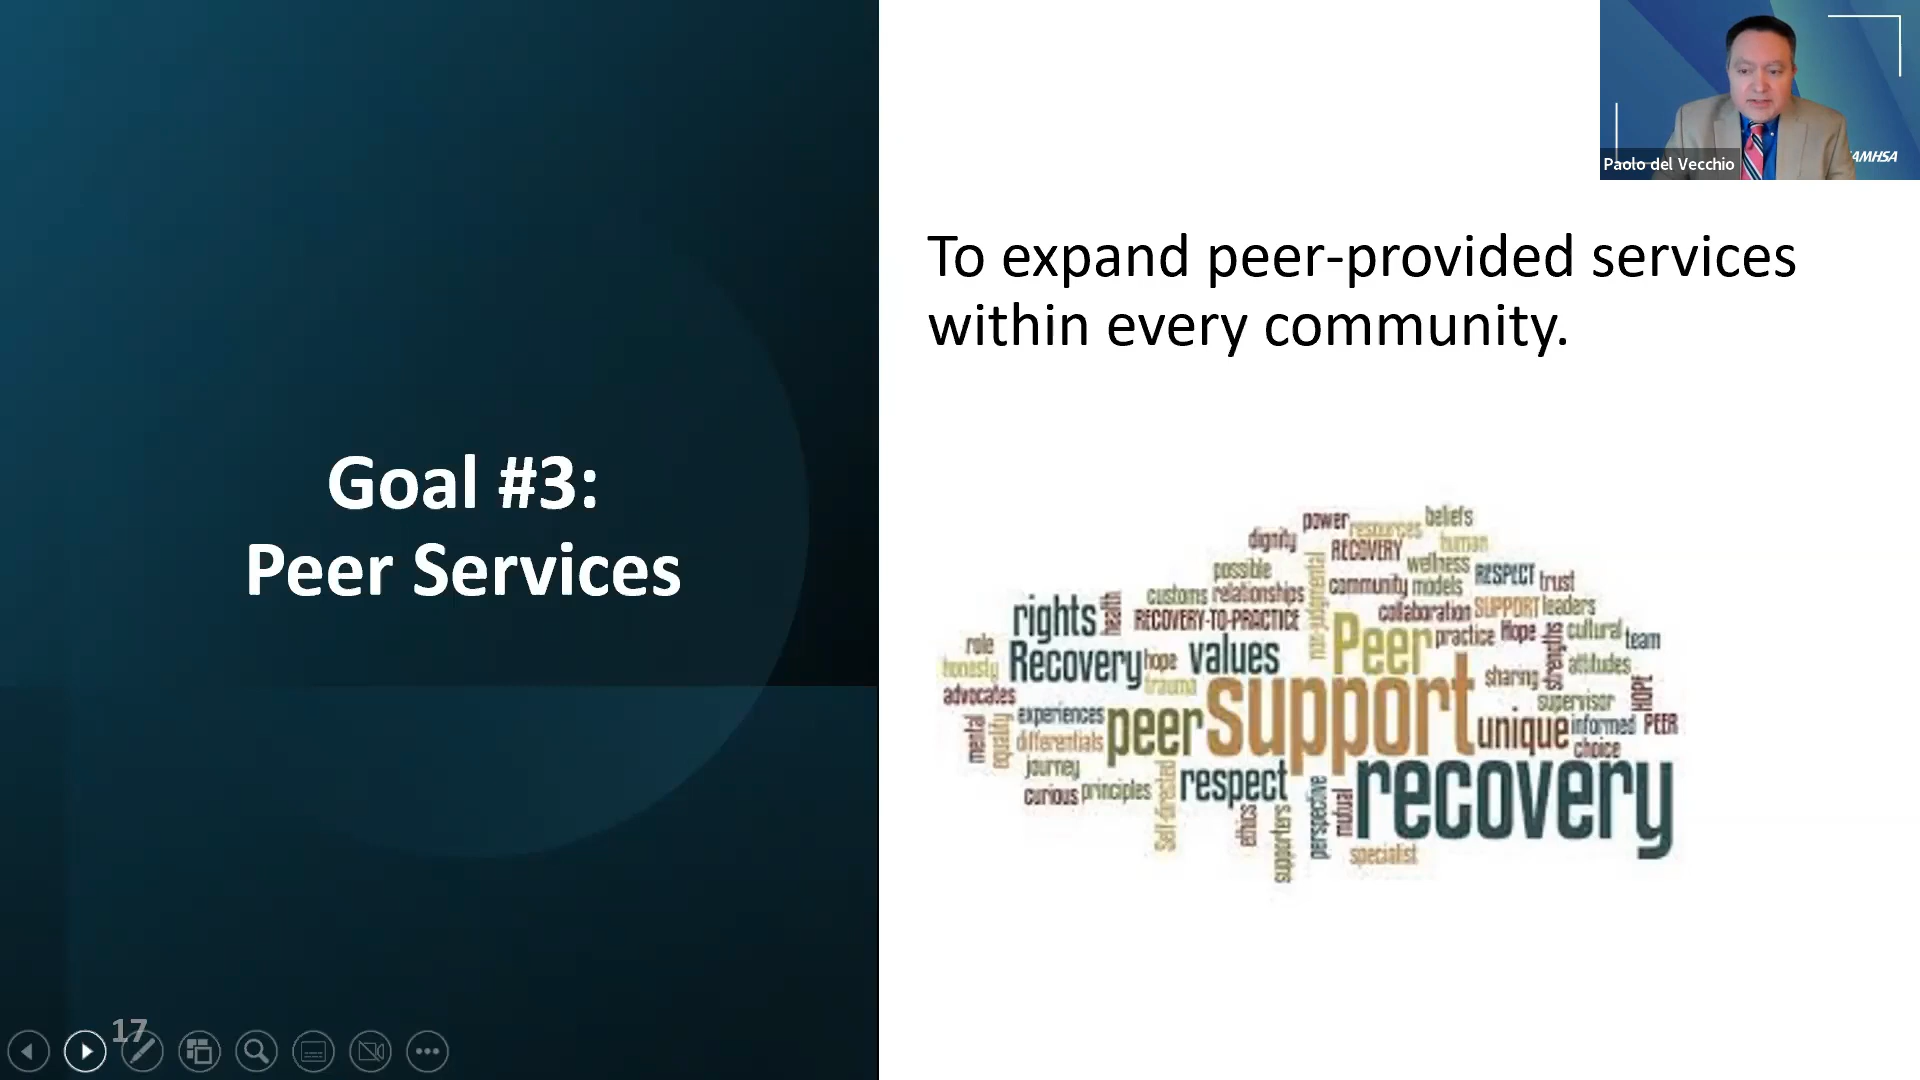 Goal #3:
Peer Services
17
To expand peer-provided services
within every community.
Paolo del Vecchio
AMHSA
power
resources
beliefs
dignity
RECOVERY
human
possible
non-judgmental
wellness
RESPECT
trust
customs
relationships
community
models
rights
health
RECOVERY-TO-PRACTICE
collaboration
SUPPORT
leaders
role
Peer
practice
Hope
strengths
cultural
team
honesty
Recovery
hope
values
attitudes
advocates
trauma
support
sharing
supervisor
HOPE
mental
equality
experiences
peer
unique
informed
PEER
differentials
choice
journey
curious
principles
Self-directed
respect
ethics
supporters
perspective
mutual
recovery
specialist